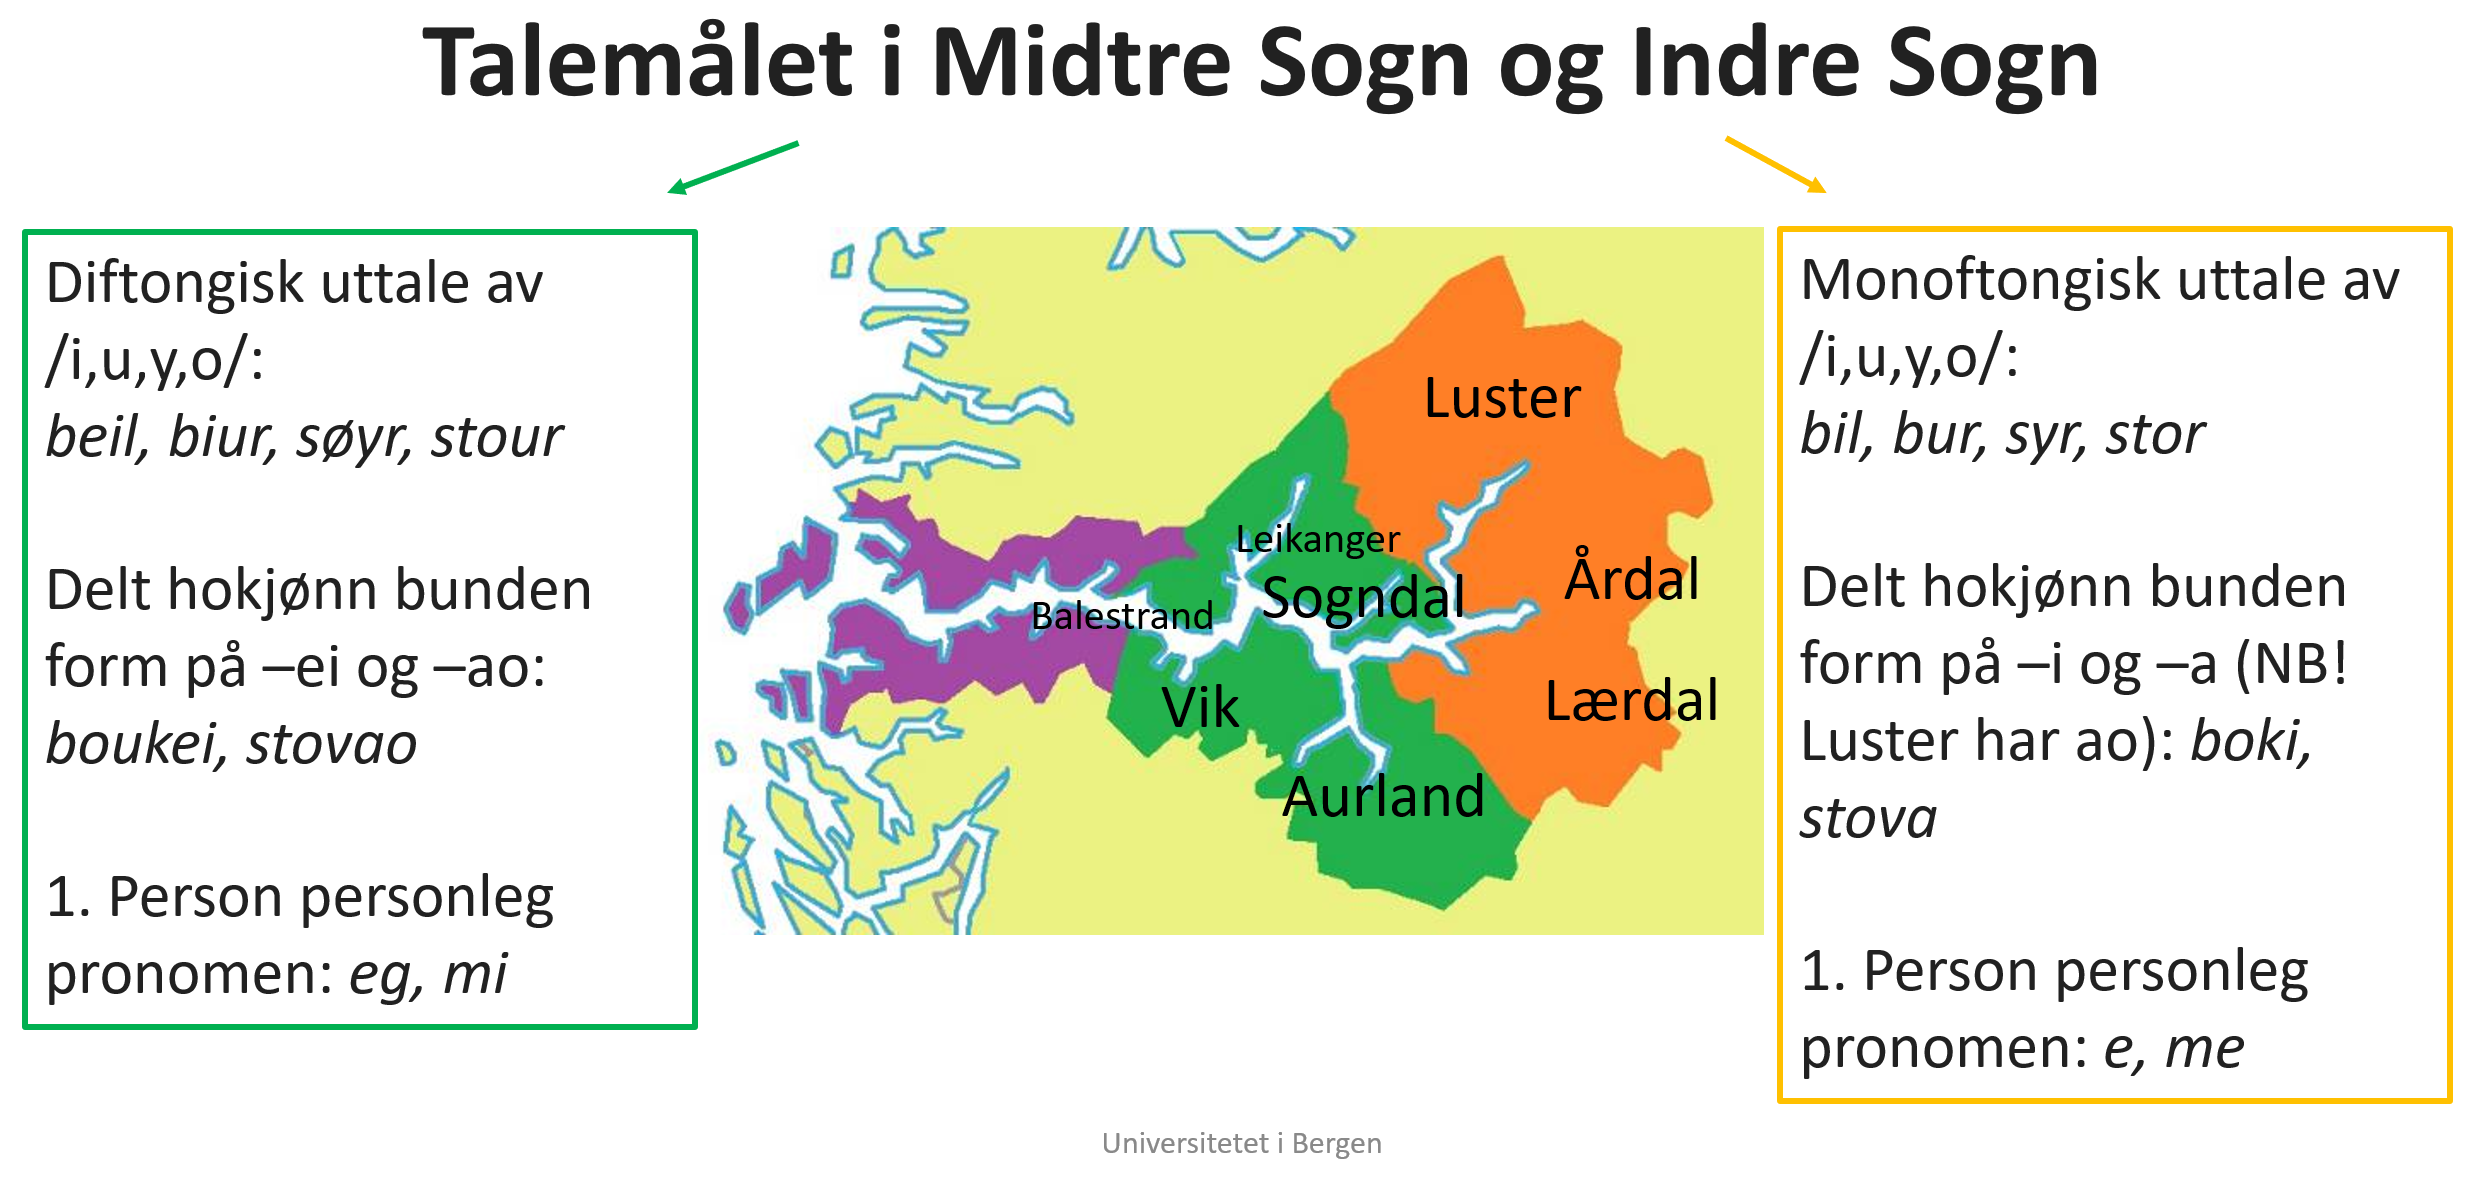 Talemålet i Midtre Sogn og Indre Sogn
Diftongisk uttale av
/i,u,y,o/:
beil, biur, søyr, stour
Delt hokjønn bunden
form på –ei og –ao:
boukei, stovao
1. Person personleg
pronomen: eg, mi
Luster
Leikanger
Sogndal
Årdal
Balestrand
Vik
Lærdal
Aurland
Monoftongisk uttale av
/i,u,y,o/:
bil, bur, syr, stor
Delt hokjønn bunden
form på –i og –a (NB!
Luster har ao): boki,
stova
1. Person personleg
pronomen: e, me
Universitetet i Bergen